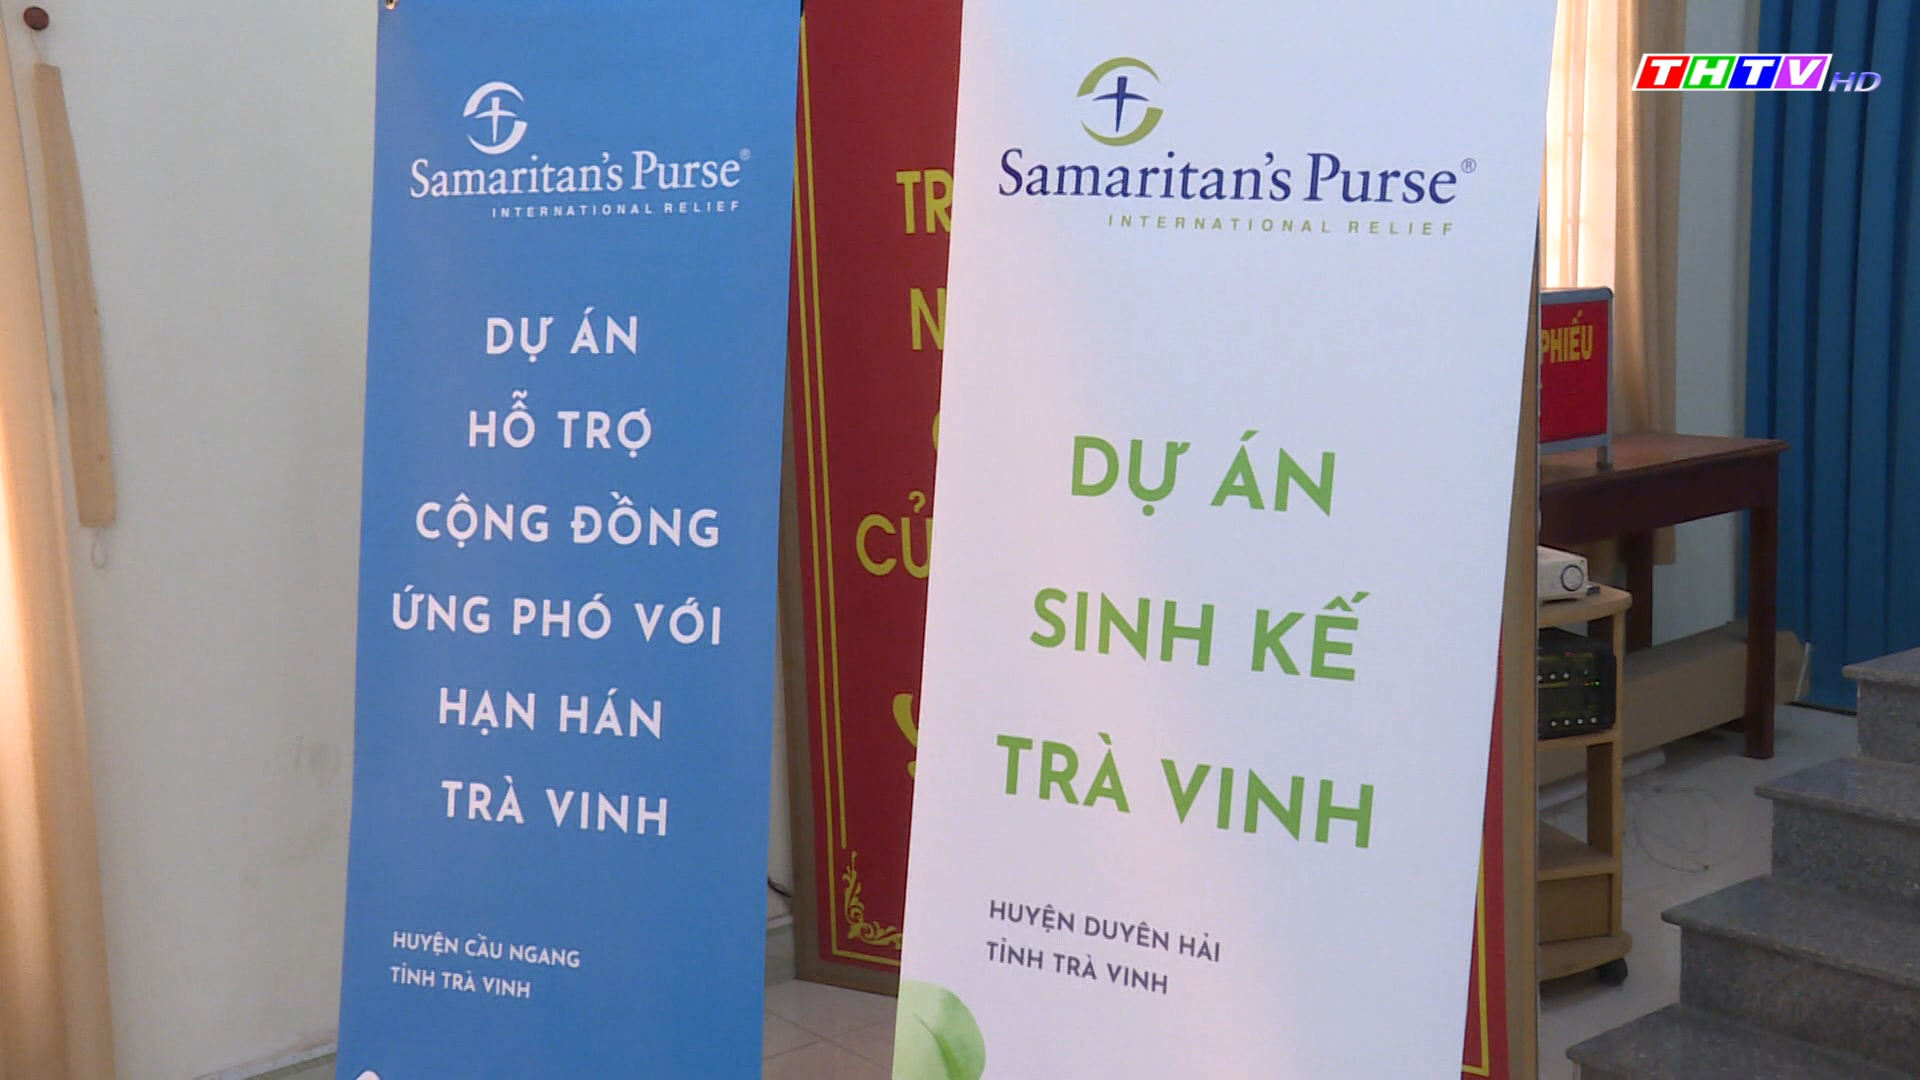 THTV HD
Samaritan's Purse®
INTERNATIONAL RELIEF
DỰ ÁN
HỖ TRỢ
CỘNG ĐỒNG
ỨNG PHÓ VỚI
HẠN HÁN
TRÀ VINH
HUYỆN CẦU NGANG
TỈNH TRÀ VINH
Samaritan's Purse®
INTERNATIONAL RELIEF
DỰ ÁN
SINH KẾ
TRÀ VINH
HUYỆN DUYÊN HẢI
TỈNH TRÀ VINH
PHIẾU